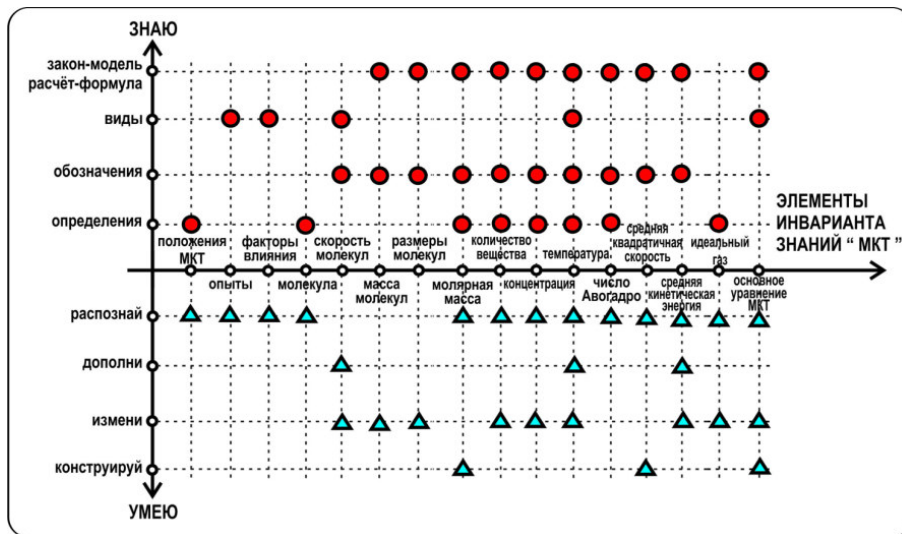 ЗНАЮ
закон-модель
расчёт-формула
виды
обозначения
определения
ЭЛЕМЕНТЫ
ИНВАРИАНТА
ЗНАНИЙ “ МКТ ”
положения
МКТ
опыты
факторы
влияния
молекула
скорость
молекул
масса
молекул
размеры
молекул
молярная
масса
количество
вещества
концентрация
температура
число
Авогадро
средняя
квадратичная
скорость
средняя
кинетическая
энергия
идеальный
газ
основное
уравнение
МКТ
распознай
дополни
измени
конструируй
УМЕЮ